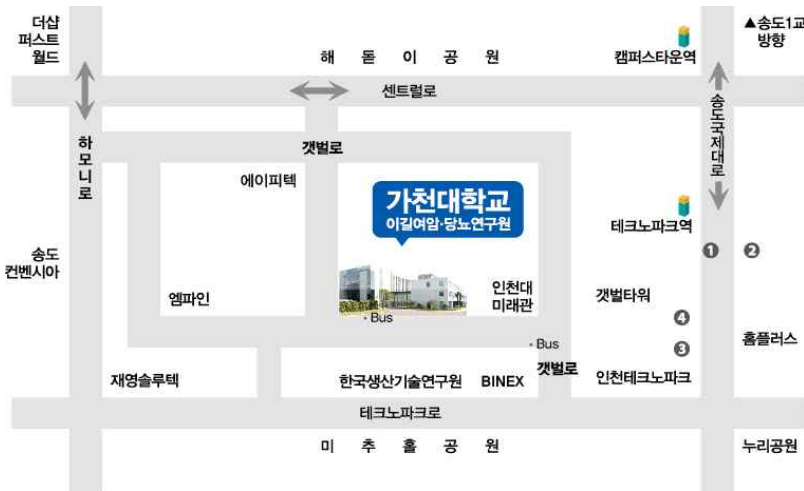 더샵
퍼스트
월드
해 돋 이 공 원
캠퍼스타운역
▲송도1교
방향
센트럴로
하모니로
송도국제대로
갯벌로
에이피텍
가천대학교
이길여암·당뇨연구원
테크노파크역
송도
컨벤시아
❶
❷
엠파인
인천대
미래관
갯벌타워
· Bus
❹
· Bus
❸
홈플러스
갯벌로
재영솔루텍
한국생산기술연구원
BINEX
인천테크노파크
테크노파크로
미 추 홀 공 원
누리공원